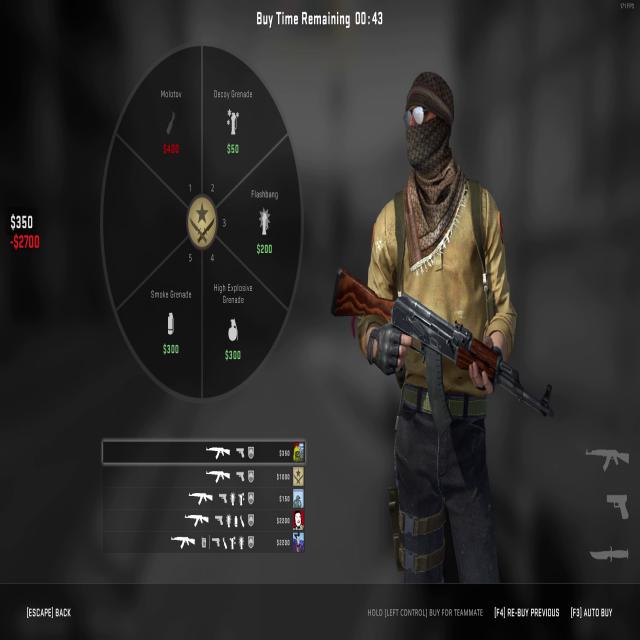 Buy Time Remaining 00:43
Molotov
$400
Decoy Grenade
$50
1
2
Flashbang
$200
3
5
4
Smoke Grenade
$300
High Explosive
Grenade
$300
$350
-$2700
$350
$1000
$150
$2200
[ESCAPE] BACK
HOLD [LEFT CONTROL] BUY FOR TEAMMATE
[F4] RE-BUY PREVIOUS
[F3] AUTO BUY